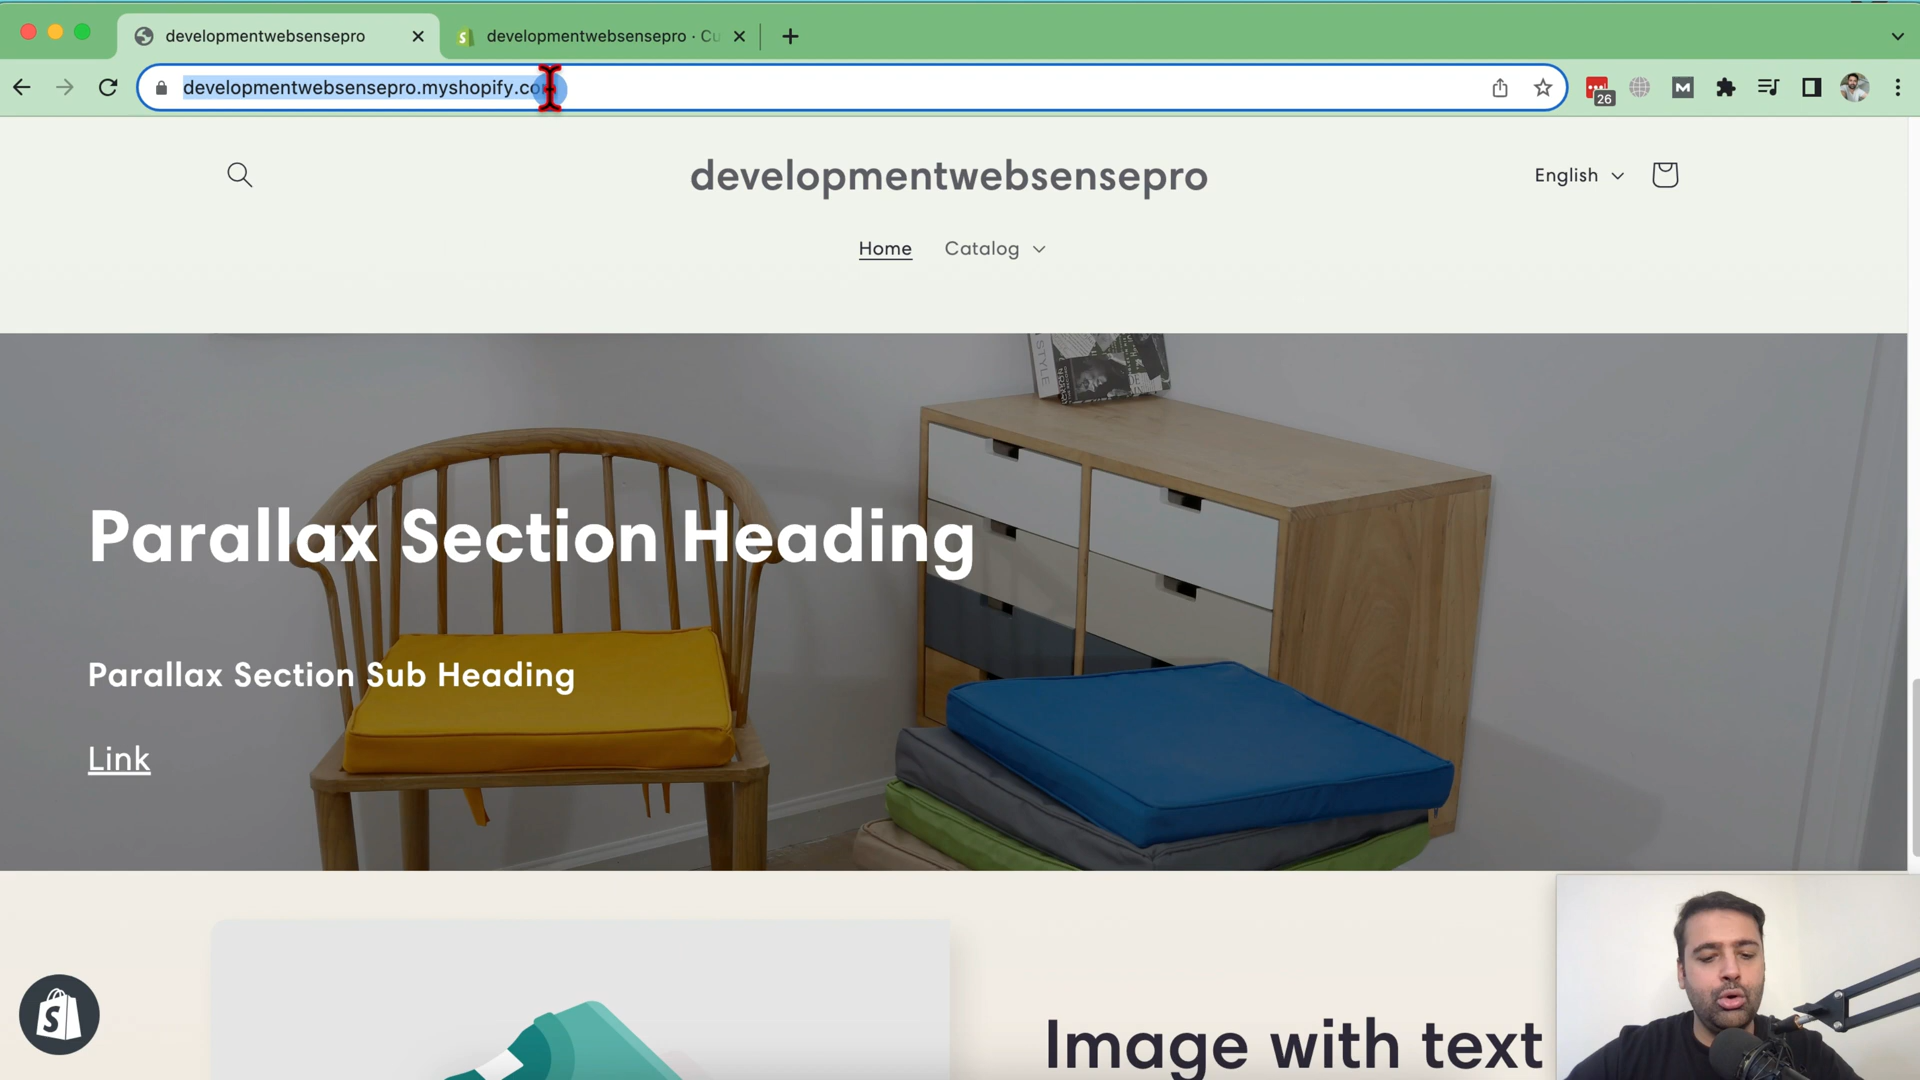 developmentwebsensepro
developmentwebsensepro · Cu
developmentwebsensepro.myshopify.com
26
developmentwebsensepro
English
Home
Catalog
STYLE
Parallax Section Heading
Parallax Section Sub Heading
Link
Image with text